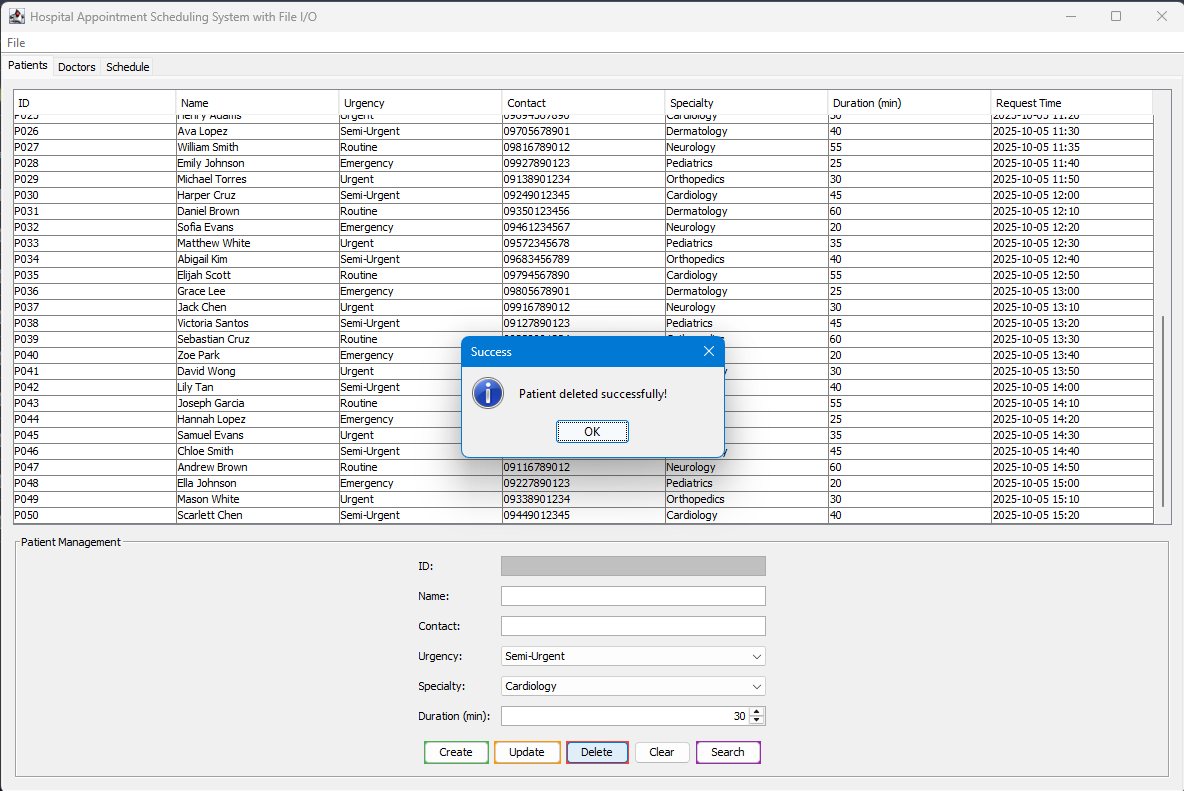 Hospital Appointment Scheduling System with File I/O
File
Patients Doctors Schedule
ID Name Urgency Contact Specialty Duration (min) Request Time
P025 Henry Adams Urgent 09694567890 Cardiology 50 2025-10-05 11:20
P026 Ava Lopez Semi-Urgent 09705678901 Dermatology 40 2025-10-05 11:30
P027 William Smith Routine 09816789012 Neurology 55 2025-10-05 11:35
P028 Emily Johnson Emergency 09927890123 Pediatrics 25 2025-10-05 11:40
P029 Michael Torres Urgent 09138901234 Orthopedics 30 2025-10-05 11:50
P030 Harper Cruz Semi-Urgent 09249012345 Cardiology 45 2025-10-05 12:00
P031 Daniel Brown Routine 09350123456 Dermatology 60 2025-10-05 12:10
P032 Sofia Evans Emergency 09461234567 Neurology 20 2025-10-05 12:20
P033 Matthew White Urgent 09572345678 Pediatrics 35 2025-10-05 12:30
P034 Abigail Kim Semi-Urgent 09683456789 Orthopedics 40 2025-10-05 12:40
P035 Elijah Scott Routine 09794567890 Cardiology 55 2025-10-05 12:50
P036 Grace Lee Emergency 09805678901 Dermatology 25 2025-10-05 13:00
P037 Jack Chen Urgent 09916789012 Neurology 30 2025-10-05 13:10
P038 Victoria Santos Semi-Urgent 09127890123 Pediatrics 45 2025-10-05 13:20
P039 Sebastian Cruz Routine 60 2025-10-05 13:30
P040 Zoe Park Emergency 20 2025-10-05 13:40
P041 David Wong Urgent 30 2025-10-05 13:50
P042 Lily Tan Semi-Urgent 40 2025-10-05 14:00
P043 Joseph Garcia Routine 55 2025-10-05 14:10
P044 Hannah Lopez Emergency 25 2025-10-05 14:20
P045 Samuel Evans Urgent 35 2025-10-05 14:30
P046 Chloe Smith Semi-Urgent 45 2025-10-05 14:40
P047 Andrew Brown Routine 09116789012 Neurology 60 2025-10-05 14:50
P048 Ella Johnson Emergency 09227890123 Pediatrics 20 2025-10-05 15:00
P049 Mason White Urgent 09338901234 Orthopedics 30 2025-10-05 15:10
P050 Scarlett Chen Semi-Urgent 09449012345 Cardiology 40 2025-10-05 15:20
Success
Patient deleted successfully!
OK
Patient Management
ID:
Name:
Contact:
Urgency: Semi-Urgent
Specialty: Cardiology
Duration (min): 30
Create Update Delete Clear Search